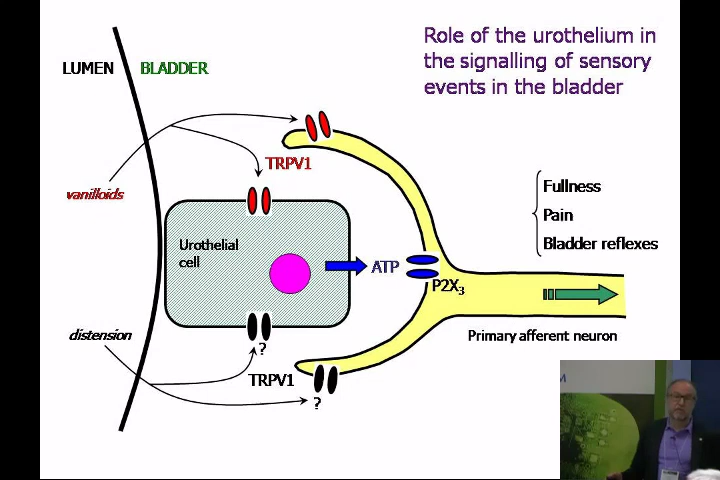 Role of the urothelium in
the signalling of sensory
events in the bladder
LUMEN
BLADDER
TRPV1
vanilloids
Fullness
Pain
Bladder reflexes
Urothelial
cell
ATP
P2X3
distension
?
Primary afferent neuron
TRPV1
?